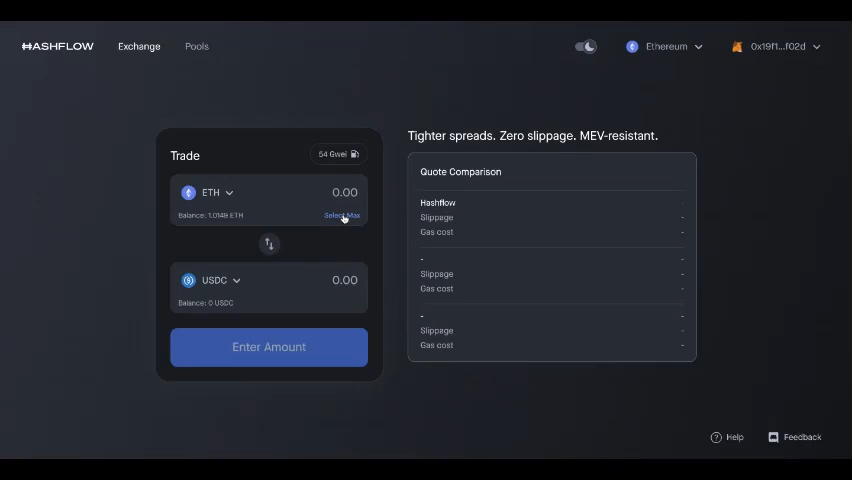 HASHFLOW Exchange Pools Ethereum 0x19f1...f02d
Tighter spreads. Zero slippage. MEV-resistant.
Trade 54 Gwei
ETH 0.00
Balance: 1.0149 ETH Select Max
USDC 0.00
Balance: 0 USDC
Enter Amount
Quote Comparison
Hashflow -
Slippage -
Gas cost -
- -
Slippage -
Gas cost -
- -
Slippage -
Gas cost -
Help Feedback